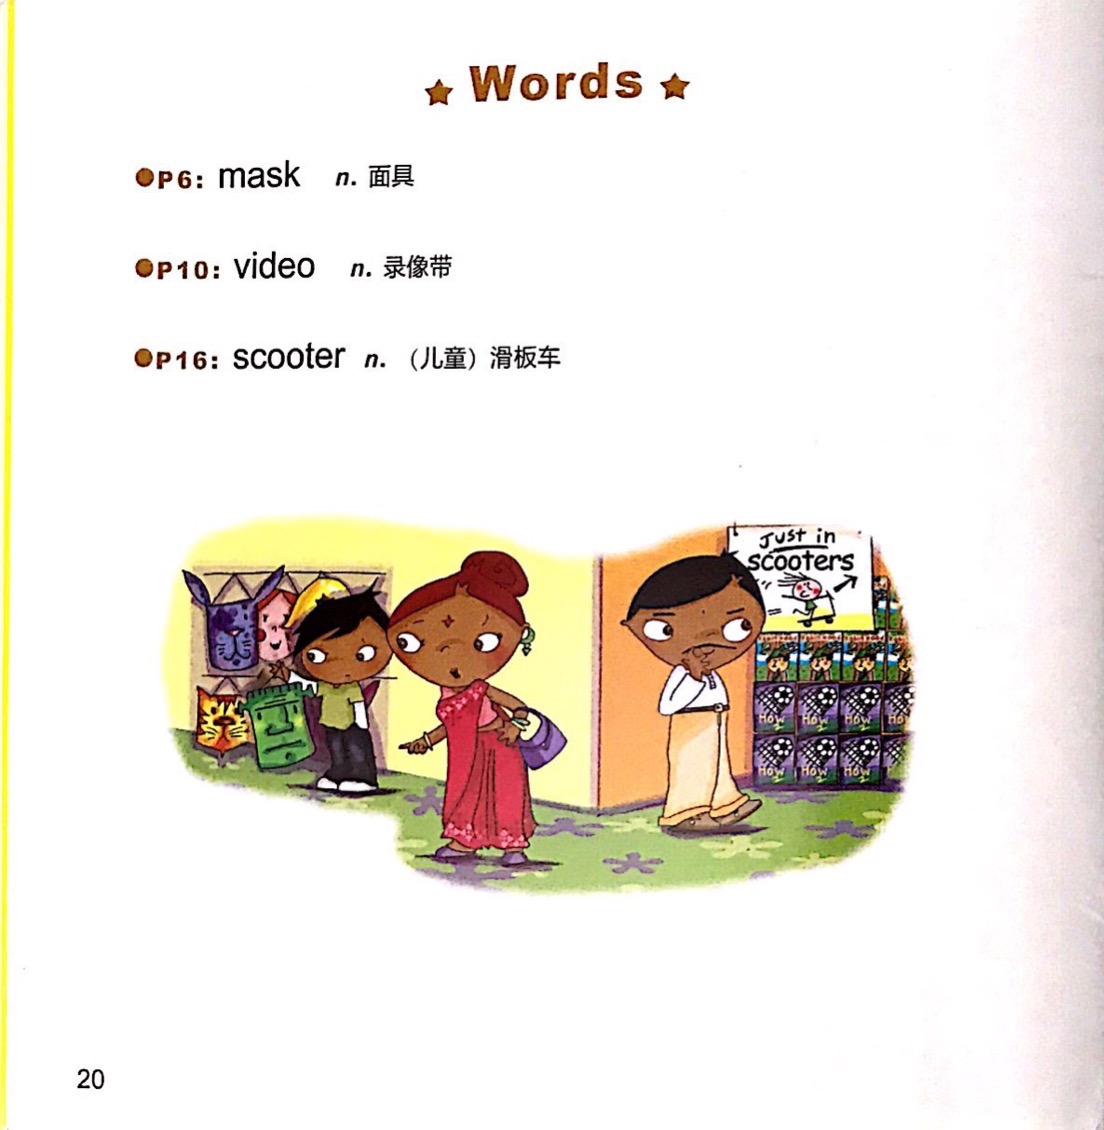 ★ Words ★
●P6: mask n. 面具
●P10: video n. 录像带
●P16: scooter n. （儿童）滑板车
Just in
scooters
How 2 How 2 How 2 How
How 2 How 2 How 2
20